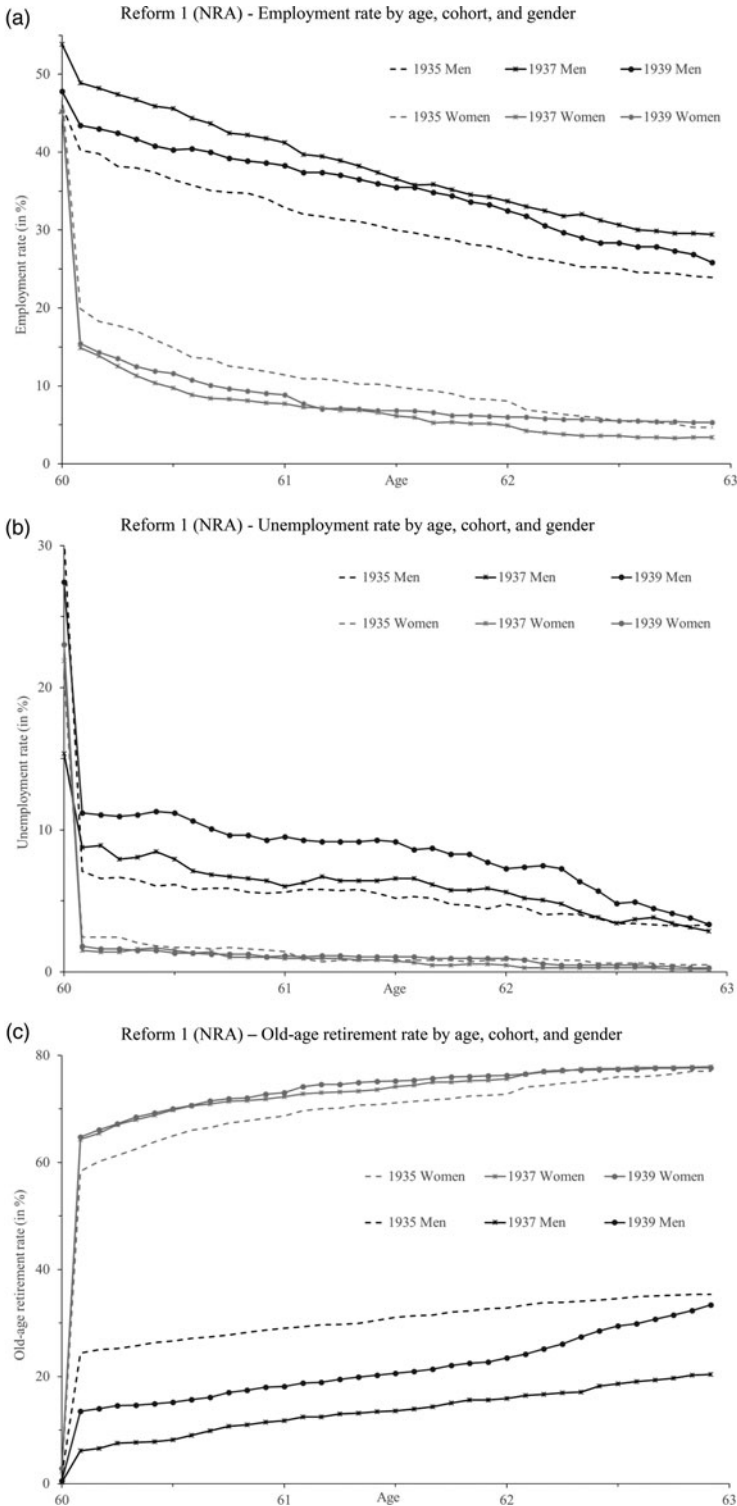 (a)
Reform 1 (NRA) - Employment rate by age, cohort, and gender
Employment rate (in %)
50
40
30
20
10
0
1935 Men
1937 Men
1939 Men
1935 Women
1937 Women
1939 Women
60
61
Age
62
63
(b)
Reform 1 (NRA) - Unemployment rate by age, cohort, and gender
Unemployment rate (in %)
30
20
10
0
1935 Men
1937 Men
1939 Men
1935 Women
1937 Women
1939 Women
60
61
Age
62
63
(c)
Reform 1 (NRA) – Old-age retirement rate by age, cohort, and gender
Old-age retirement rate (in %)
80
60
40
20
0
1935 Women
1937 Women
1939 Women
1935 Men
1937 Men
1939 Men
60
61
Age
62
63